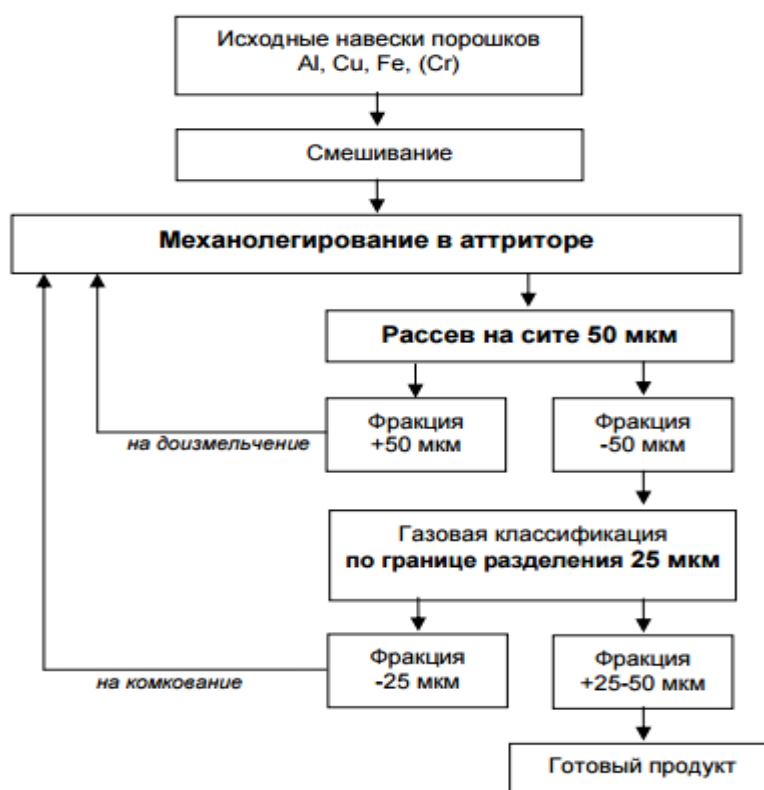 Исходные навески порошков
Al, Cu, Fe, (Cr)
Смешивание
Механолегирование в аттриторе
Рассев на сите 50 мкм
Фракция
+50 мкм
Фракция
-50 мкм
на доизмельчение
Газовая классификация
по границе разделения 25 мкм
Фракция
-25 мкм
Фракция
+25-50 мкм
на комкование
Готовый продукт